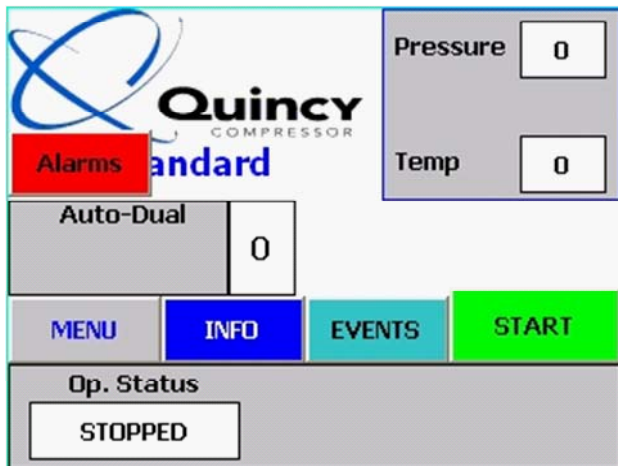 Pressure 0
Quincy
COMPRESSOR
Alarms andard
Temp 0
Auto-Dual
0
MENU INFO EVENTS START
Op. Status
STOPPED